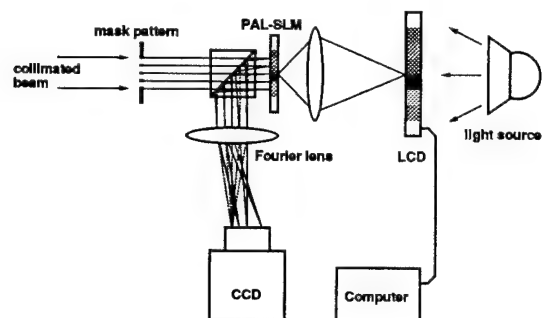 mask pattern
PAL-SLM
collimated
beam
light source
LCD
Fourier lens
CCD
Computer